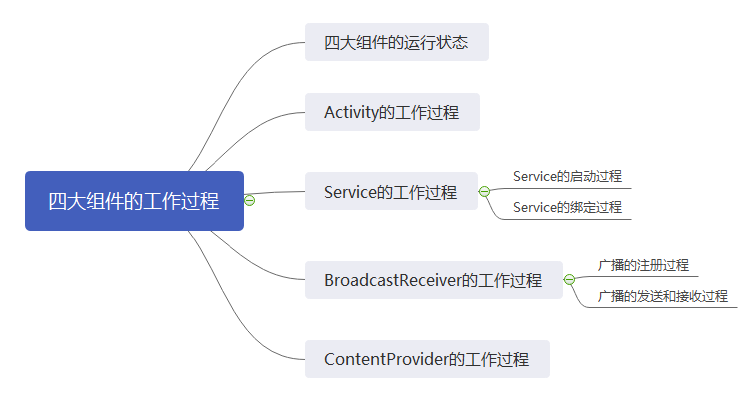 四大组件的工作过程
四大组件的运行状态
Activity的工作过程
Service的工作过程
Service的启动过程
Service的绑定过程
BroadcastReceiver的工作过程
广播的注册过程
广播的发送和接收过程
ContentProvider的工作过程